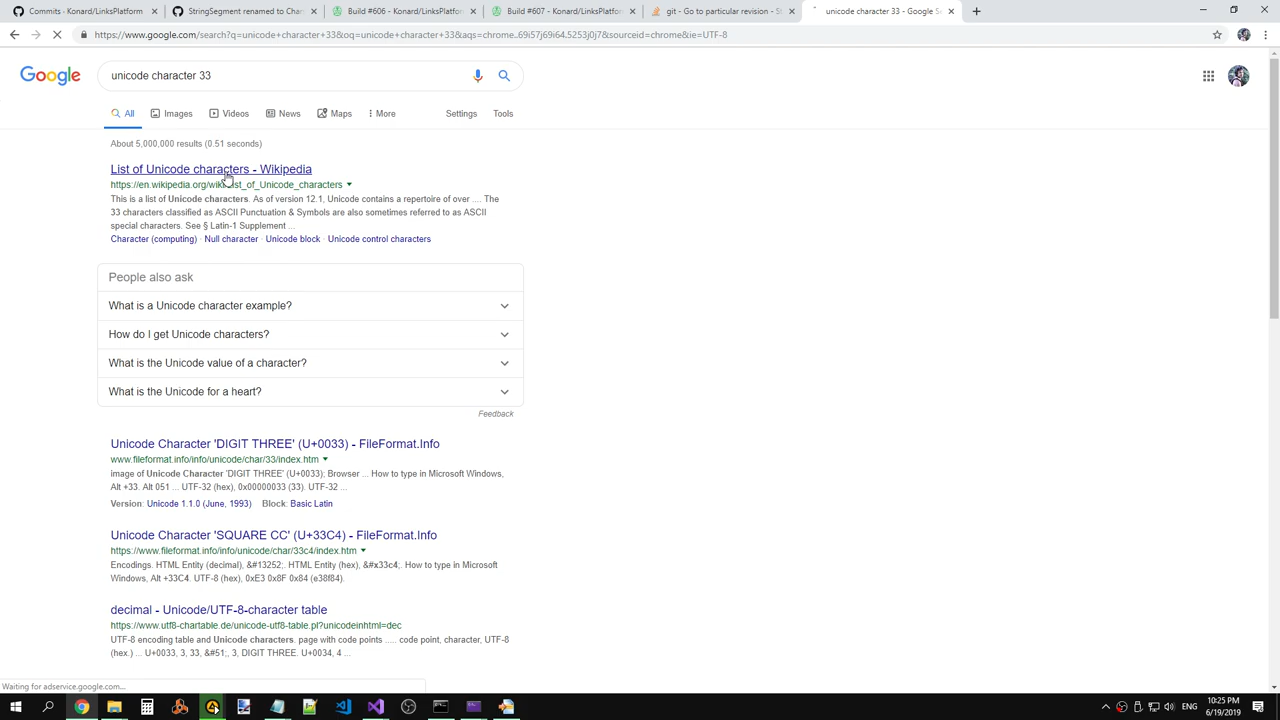 Commits - Konard/LinksPlatform
StringSegment renamed to Charc
Build #606 - Konard/LinksPlatfor
Build #607 - Konard/LinksPlatfor
git - Go to particular revision - St
unicode character 33 - Google S
https://www.google.com/search?q=unicode+character+33&oq=unicode+character+33&aqs=chrome..69i57j69i64.5253j0j7&sourceid=chrome&ie=UTF-8
Google
unicode character 33
All
Images
Videos
News
Maps
More
Settings
Tools
About 5,000,000 results (0.51 seconds)
List of Unicode characters - Wikipedia
https://en.wikipedia.org/wiki/List_of_Unicode_characters
This is a list of Unicode characters. As of version 12.1, Unicode contains a repertoire of over .... The
33 characters classified as ASCII Punctuation & Symbols are also sometimes referred to as ASCII
special characters. See § Latin-1 Supplement ...
Character (computing) · Null character · Unicode block · Unicode control characters
People also ask
What is a Unicode character example?
How do I get Unicode characters?
What is the Unicode value of a character?
What is the Unicode for a heart?
Feedback
Unicode Character 'DIGIT THREE' (U+0033) - FileFormat.Info
www.fileformat.info/info/unicode/char/33/index.htm
image of Unicode Character 'DIGIT THREE' (U+0033); Browser ... How to type in Microsoft Windows,
Alt +33. Alt 051 ... UTF-32 (hex), 0x00000033 (33). UTF-32 ...
Version: Unicode 1.1.0 (June, 1993) Block: Basic Latin
Unicode Character 'SQUARE CC' (U+33C4) - FileFormat.Info
https://www.fileformat.info/info/unicode/char/33c4/index.htm
Encodings. HTML Entity (decimal), &#13252;. HTML Entity (hex), &#x33c4;. How to type in Microsoft
Windows, Alt +33C4. UTF-8 (hex), 0xE3 0x8F 0x84 (e38f84).
decimal - Unicode/UTF-8-character table
https://www.utf8-chartable.de/unicode-utf8-table.pl?unicodeinhtml=dec
UTF-8 encoding table and Unicode characters. page with code points ..... code point, character, UTF-8
(hex.) ... U+0033, 3, 33, &#51;, 3, DIGIT THREE. U+0034, 4 ...
Waiting for adservice.google.com...
ENG
10:25 PM
6/19/2019